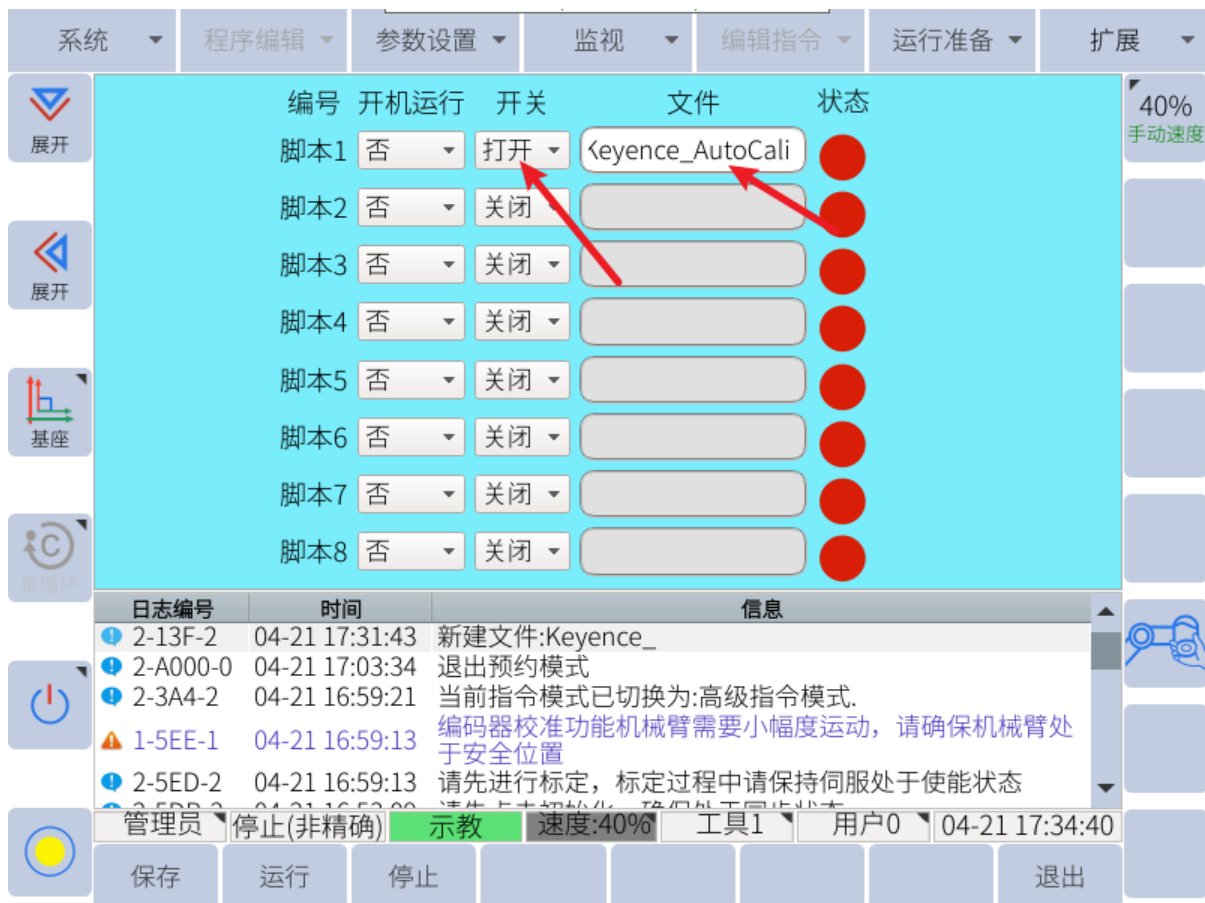 系统 程序编辑 参数设置 监视 编辑指令 运行准备 扩展
展开
展开
基座
单循环
编号 开机运行 开关 文件 状态
脚本1 否 打开 Keyence_AutoCali
脚本2 否 关闭
脚本3 否 关闭
脚本4 否 关闭
脚本5 否 关闭
脚本6 否 关闭
脚本7 否 关闭
脚本8 否 关闭
40%
手动速度
日志编号 时间 信息
2-13F-2 04-21 17:31:43 新建文件:Keyence_
2-A000-0 04-21 17:03:34 退出预约模式
2-3A4-2 04-21 16:59:21 当前指令模式已切换为:高级指令模式.
1-5EE-1 04-21 16:59:13 编码器校准功能机械臂需要小幅度运动，请确保机械臂处
于安全位置
2-5ED-2 04-21 16:59:13 请先进行标定，标定过程中请保持伺服处于使能状态
管理员 停止(非精确) 示教 速度:40% 工具1 用户0 04-21 17:34:40
保存 运行 停止 退出